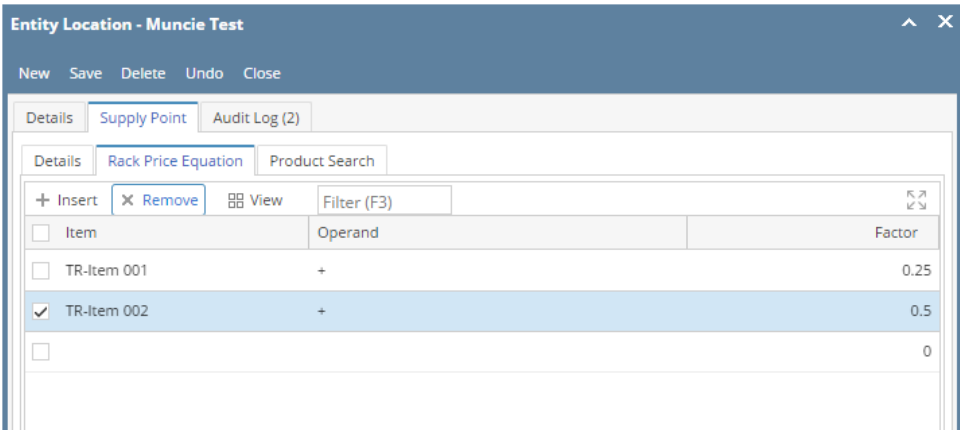 Entity Location - Muncie Test
New Save Delete Undo Close
Details Supply Point Audit Log (2)
Details Rack Price Equation Product Search
Insert Remove View Filter (F3)
Item Operand Factor
TR-Item 001 + 0.25
TR-Item 002 + 0.5
0